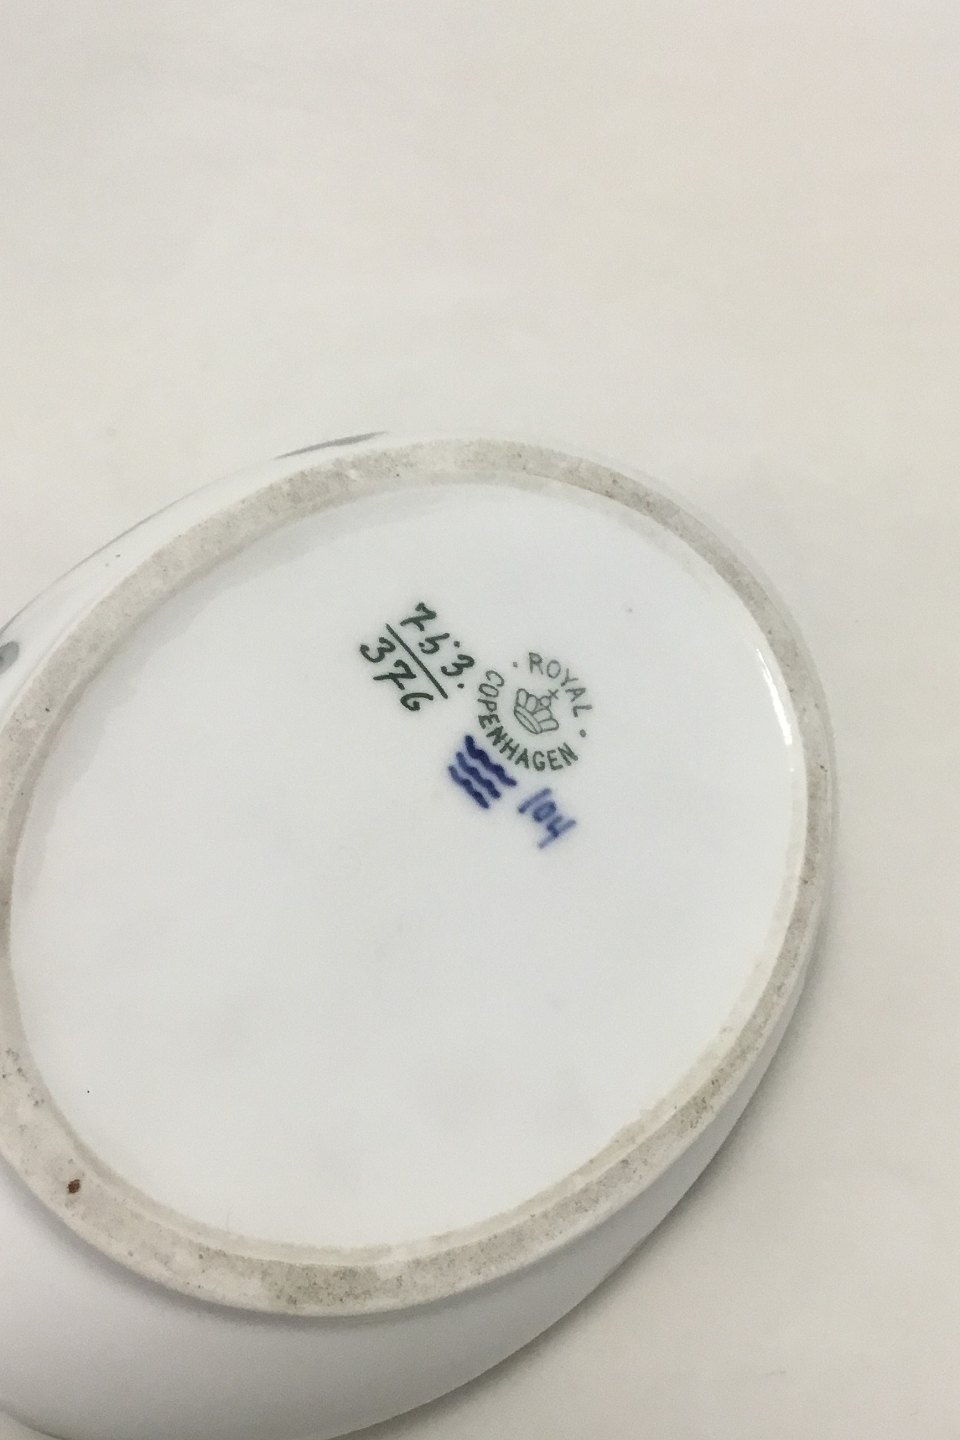 753.
376
ROYAL
COPENHAGEN
104